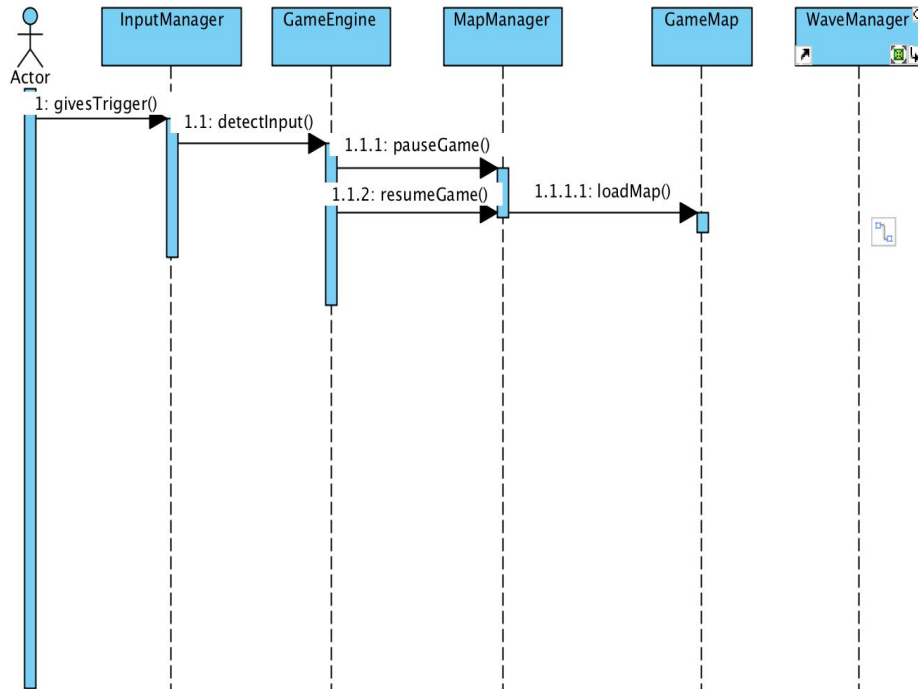 InputManager
GameEngine
MapManager
GameMap
WaveManager
Actor
1: givesTrigger()
1.1: detectInput()
1.1.1: pauseGame()
1.1.2: resumeGame()
1.1.1.1: loadMap()